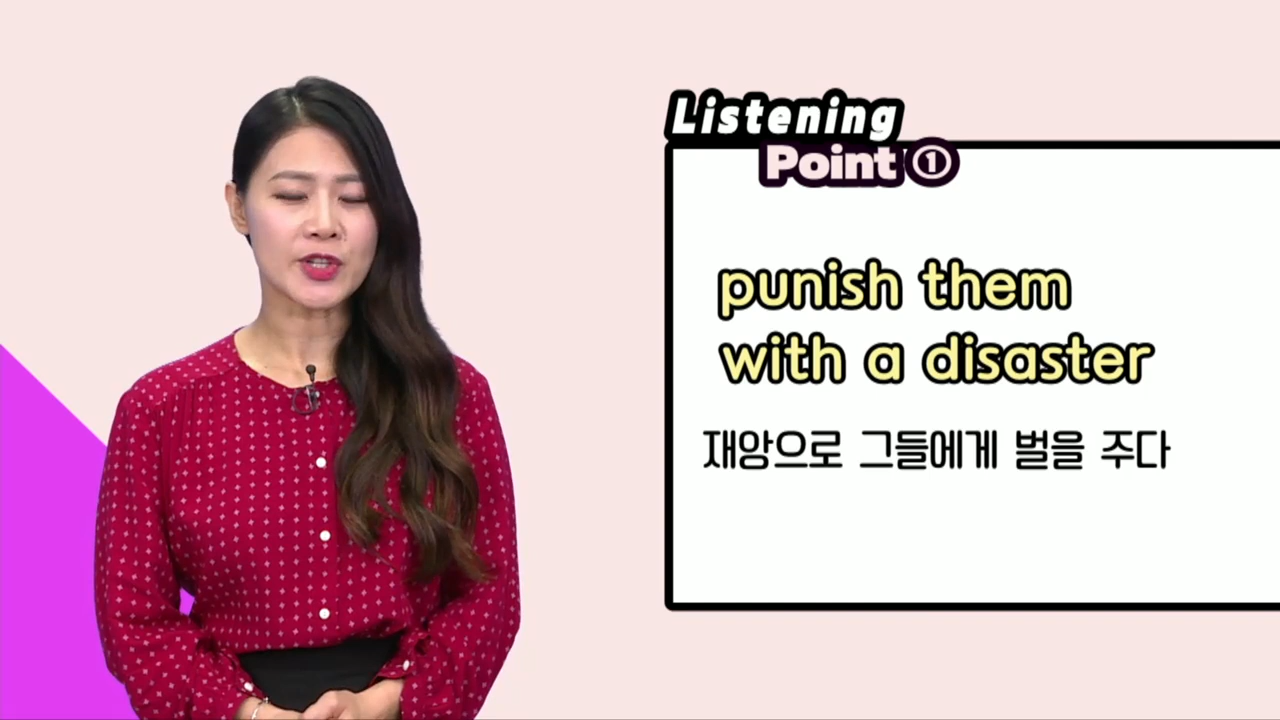 Listening
Point ①
punish them
with a disaster
재앙으로 그들에게 벌을 주다